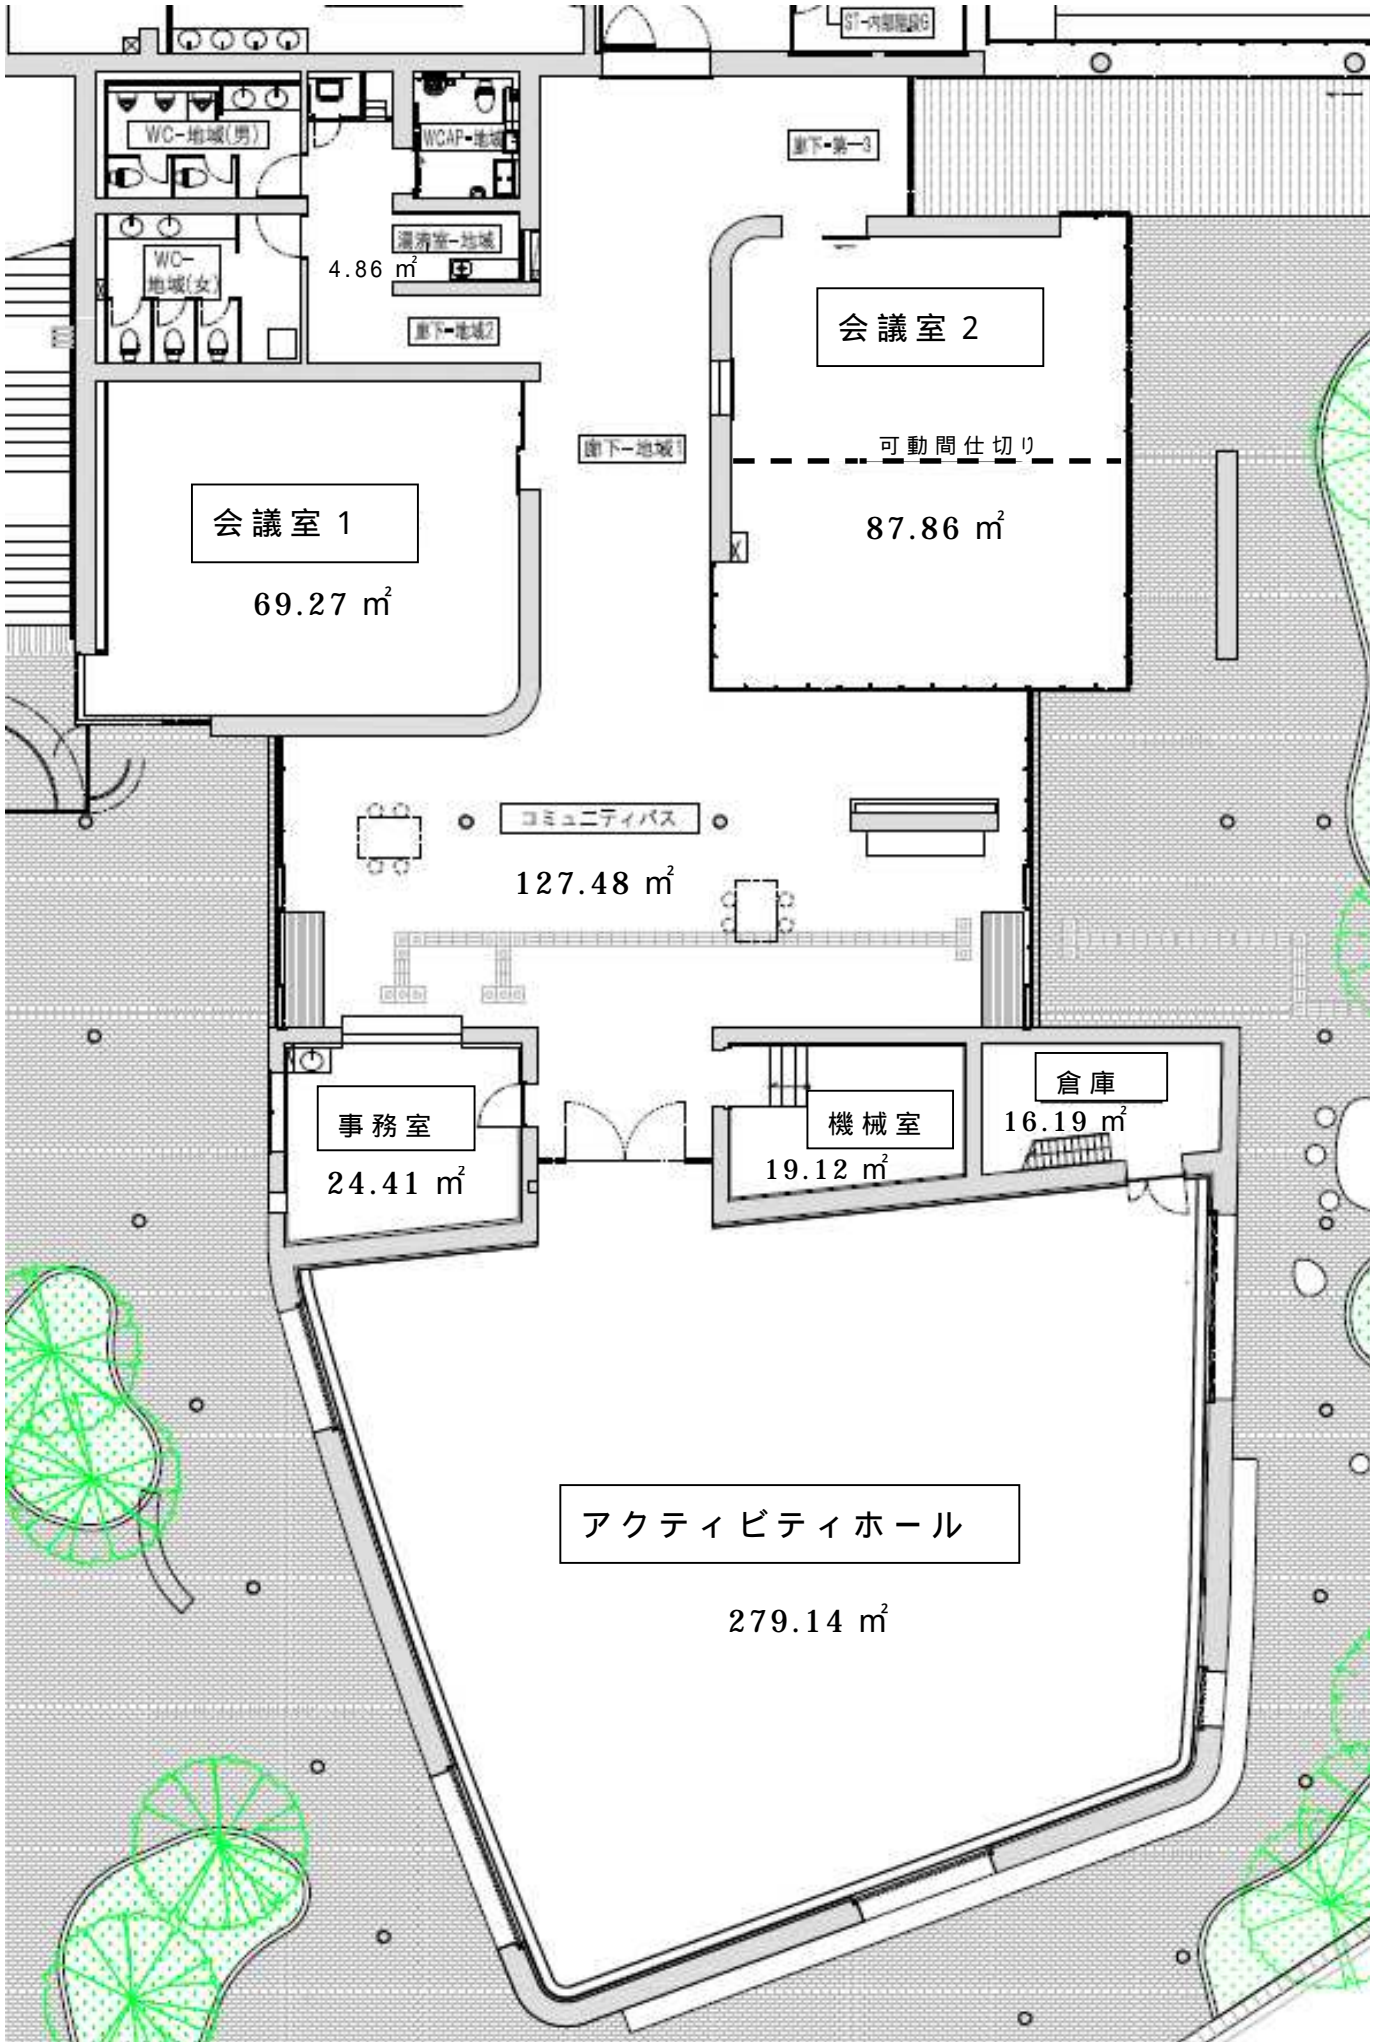 ST-内部階段G
WC-地域(男)
WCAP-地域
廊下-第一3
湯沸室-地域
WC-
地域(女)
4.86 ㎡
廊下-地域2
会議室 2
廊下-地域1
可動間仕切り
会議室 1
87.86 ㎡
69.27 ㎡
コミュニティパス
127.48 ㎡
倉庫
16.19 ㎡
事務室
機械室
24.41 ㎡
19.12 ㎡
アクティビティホール
279.14 ㎡